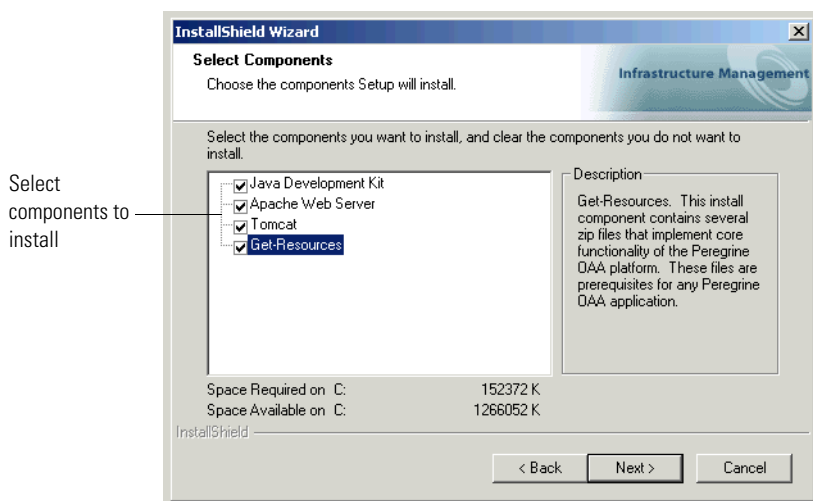 InstallShield Wizard
Select Components
Choose the components Setup will install.
Infrastructure Management
Select the components you want to install, and clear the components you do not want to
install.
Select
components to
install
Java Development Kit
Apache Web Server
Tomcat
Get-Resources
Description
Get-Resources. This install
component contains several
zip files that implement core
functionality of the Peregrine
OAA platform. These files are
prerequisites for any Peregrine
OAA application.
Space Required on C: 152372 K
Space Available on C: 1266052 K
InstallShield
< Back Next > Cancel